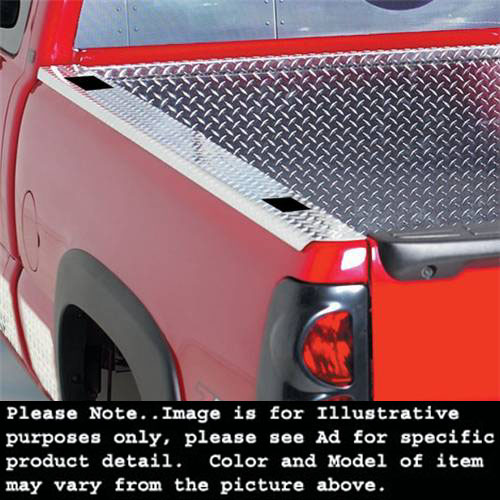 Please Note..Image is for Illustrative
purposes only, please see Ad for specific
product detail.  Color and Model of item
may vary from the picture above.